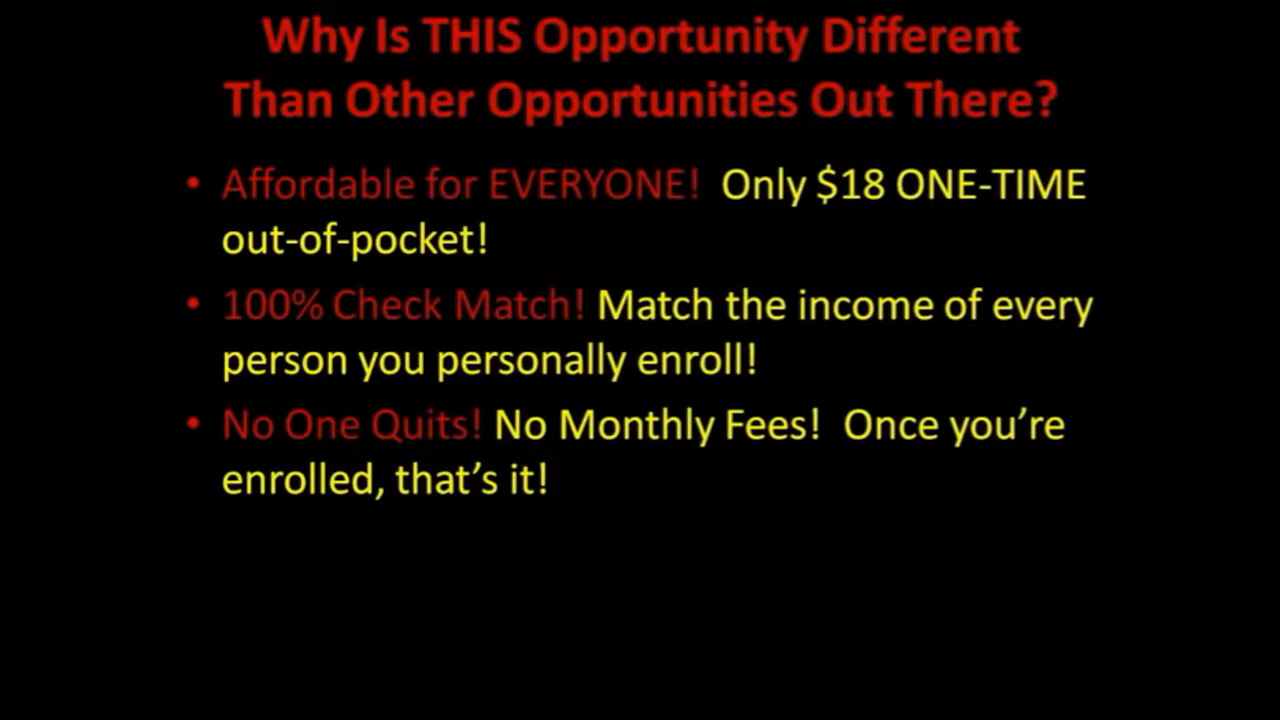 Why Is THIS Opportunity Different
Than Other Opportunities Out There?
• Affordable for EVERYONE! Only $18 ONE-TIME
out-of-pocket!
• 100% Check Match! Match the income of every
person you personally enroll!
• No One Quits! No Monthly Fees! Once you’re
enrolled, that’s it!